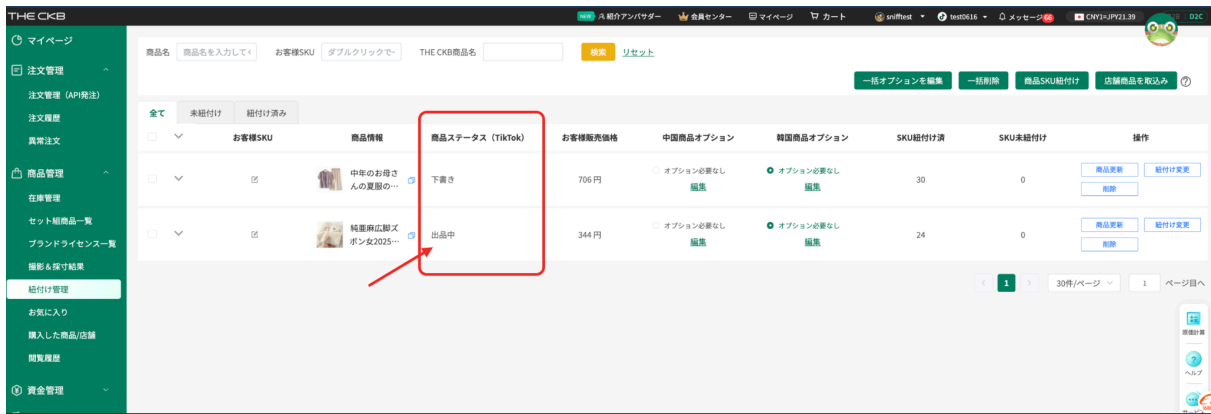 THE CKB
NEW 紹介アンバサダー 会員センター マイページ カート snifftest test0616 メッセージ66 CNY1=JPY21.39 D2C
マイページ
注文管理
注文管理（API発注）
注文履歴
異常注文
商品管理
在庫管理
セット組商品一覧
ブランドライセンス一覧
撮影＆採寸結果
紐付け管理
お気に入り
購入した商品/店舗
閲覧履歴
資金管理
商品名 商品名を入力して お客様SKU ダブルクリックで THE CKB商品名 検索 リセット
一括オプションを編集 一括削除 商品SKU紐付け 店舗商品を取込み ?
全て 未紐付け 紐付け済み
お客様SKU 商品情報 商品ステータス（TikTok） お客様販売価格 中国商品オプション 韓国商品オプション SKU紐付け済 SKU未紐付け 操作
中年のお母さ
んの夏服の… 下書き 706 円 オプション必要なし 編集 オプション必要なし 編集 30 0 商品更新 紐付け変更 削除
純亜麻広脚ズ
ボン女2025… 出品中 344 円 オプション必要なし 編集 オプション必要なし 編集 24 0 商品更新 紐付け変更 削除
< 1 > 30件/ページ 1 ページ目へ
原価計算
?
ヘルプ